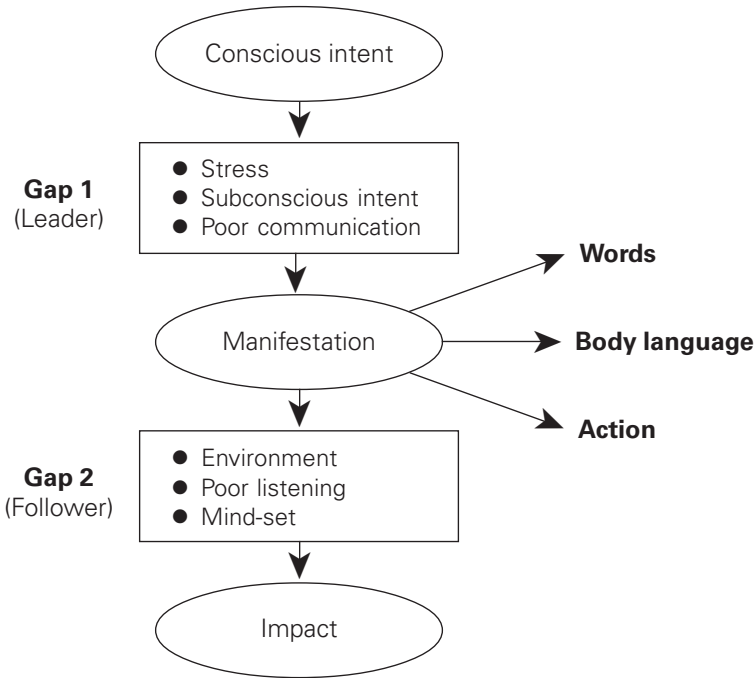 Conscious intent
Gap 1
(Leader)
● Stress
● Subconscious intent
● Poor communication
Words
Manifestation
Body language
Action
Gap 2
(Follower)
● Environment
● Poor listening
● Mind-set
Impact